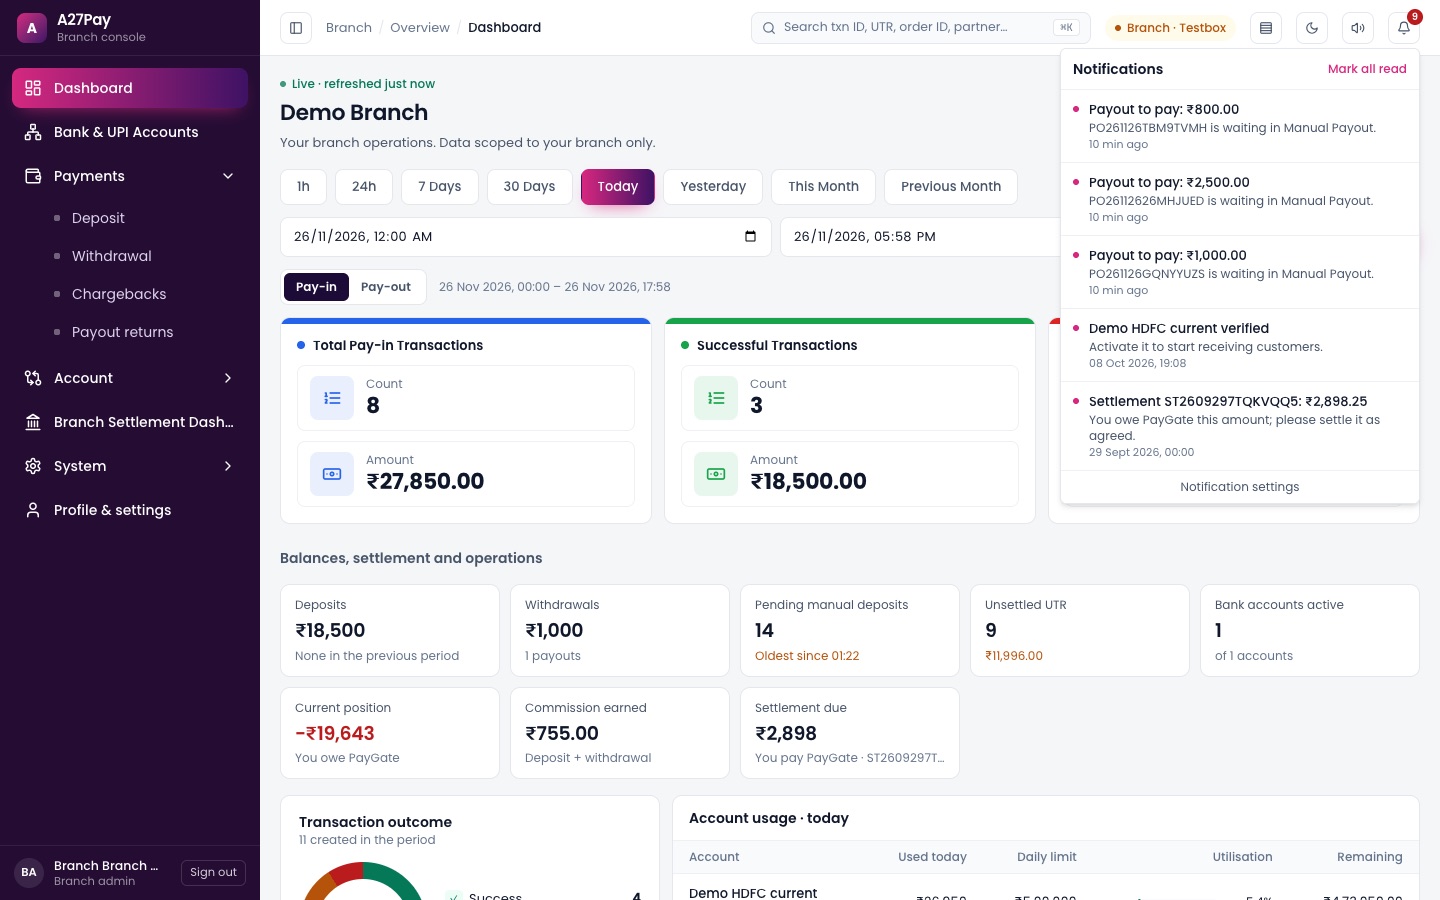 A
A27Pay
Branch console
Dashboard
Bank & UPI Accounts
Payments
Deposit
Withdrawal
Chargebacks
Payout returns
Account
Branch Settlement Dash...
System
Profile & settings
BA
Branch Branch ...
Branch admin
Sign out
Branch / Overview / Dashboard
Search txn ID, UTR, order ID, partner...
⌘K
Branch · Testbox
9
Live · refreshed just now
Demo Branch
Your branch operations. Data scoped to your branch only.
1h 24h 7 Days 30 Days Today Yesterday This Month Previous Month
26/11/2026, 12:00 AM
26/11/2026, 05:58 PM
Pay-in Pay-out 26 Nov 2026, 00:00 – 26 Nov 2026, 17:58
Total Pay-in Transactions
Count
8
Amount
₹27,850.00
Successful Transactions
Count
3
Amount
₹18,500.00
Notifications Mark all read
Payout to pay: ₹800.00
PO261126TBM9TVMH is waiting in Manual Payout.
10 min ago
Payout to pay: ₹2,500.00
PO26112626MHJUED is waiting in Manual Payout.
10 min ago
Payout to pay: ₹1,000.00
PO261126GQNYYUZS is waiting in Manual Payout.
10 min ago
Demo HDFC current verified
Activate it to start receiving customers.
08 Oct 2026, 19:08
Settlement ST2609297TQKVQQ5: ₹2,898.25
You owe PayGate this amount; please settle it as
agreed.
29 Sept 2026, 00:00
Notification settings
Balances, settlement and operations
Deposits
₹18,500
None in the previous period
Withdrawals
₹1,000
1 payouts
Pending manual deposits
14
Oldest since 01:22
Unsettled UTR
9
₹11,996.00
Bank accounts active
1
of 1 accounts
Current position
-₹19,643
You owe PayGate
Commission earned
₹755.00
Deposit + withdrawal
Settlement due
₹2,898
You pay PayGate · ST2609297T...
Transaction outcome
11 created in the period
Success 4
Account usage · today
Account Used today Daily limit Utilisation Remaining
Demo HDFC current